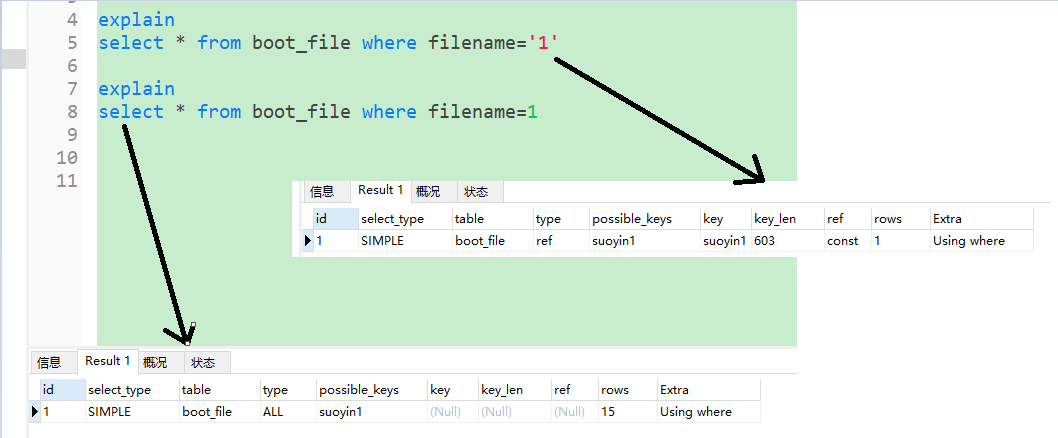 4 explain
5 select * from boot_file where filename='1'
6
7 explain
8 select * from boot_file where filename=1
9
10
11
信息 Result 1 概况 状态
id select_type table type possible_keys key key_len ref rows Extra
1 SIMPLE boot_file ref suoyin1 suoyin1 603 const 1 Using where
信息 Result 1 概况 状态
id select_type table type possible_keys key key_len ref rows Extra
1 SIMPLE boot_file ALL suoyin1 (Null) (Null) (Null) 15 Using where